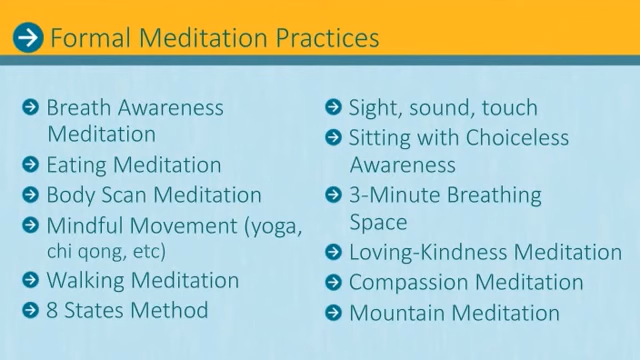 Formal Meditation Practices
Breath Awareness
Meditation
Eating Meditation
Body Scan Meditation
Mindful Movement (yoga,
chi qong, etc)
Walking Meditation
8 States Method
Sight, sound, touch
Sitting with Choiceless
Awareness
3-Minute Breathing
Space
Loving-Kindness Meditation
Compassion Meditation
Mountain Meditation